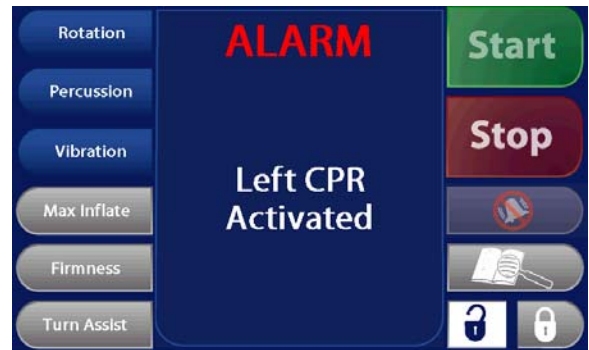 Rotation
Percussion
Vibration
Max Inflate
Firmness
Turn Assist
ALARM
Left CPR
Activated
Start
Stop